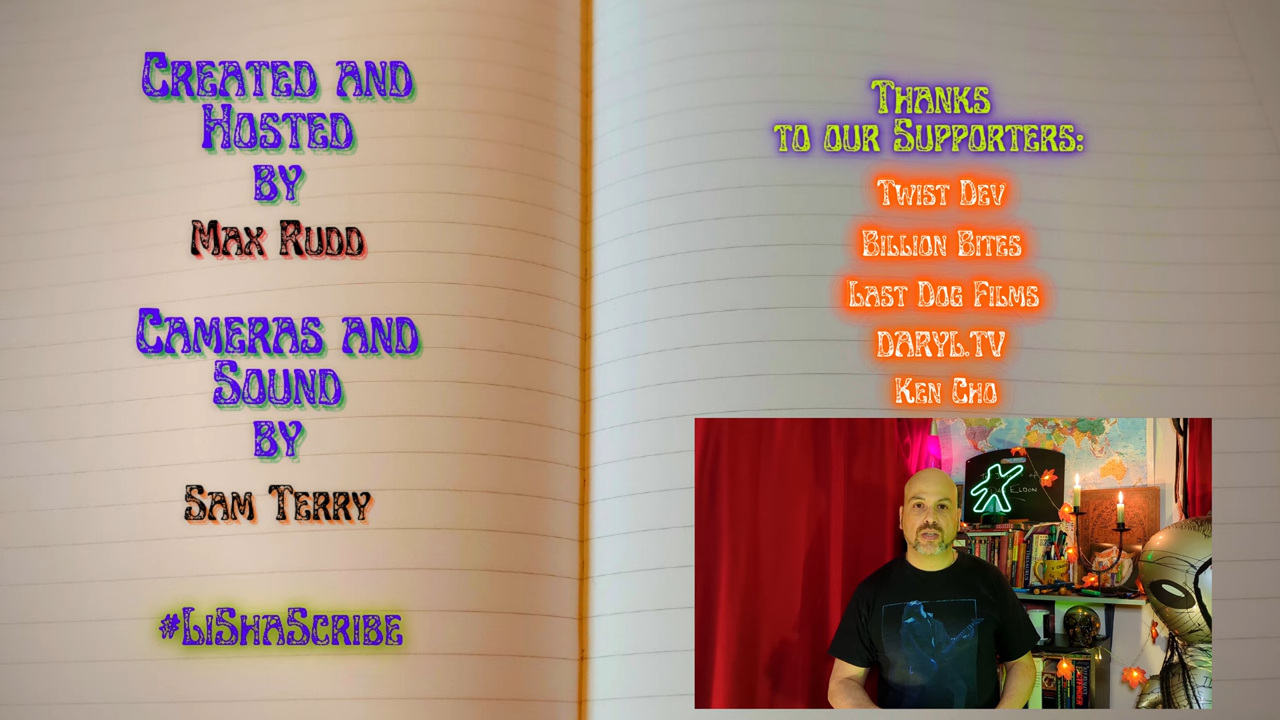 Created and
Hosted
by
Max Rudd
Cameras and
Sound
by
Sam Terry
#LiShaScribe
Thanks
to our Supporters:
Twist Dev
Billion Bites
Last Dog Films
DARYL.TV
Ken Cho
Eldon